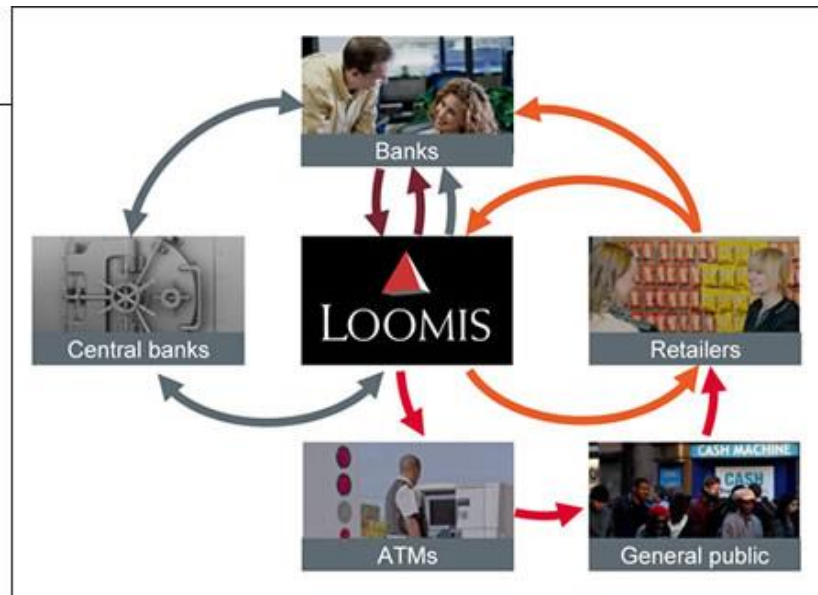 Banks
LOOMIS
Central banks
Retailers
CASH MACHINE
CASH
ATMs
General public